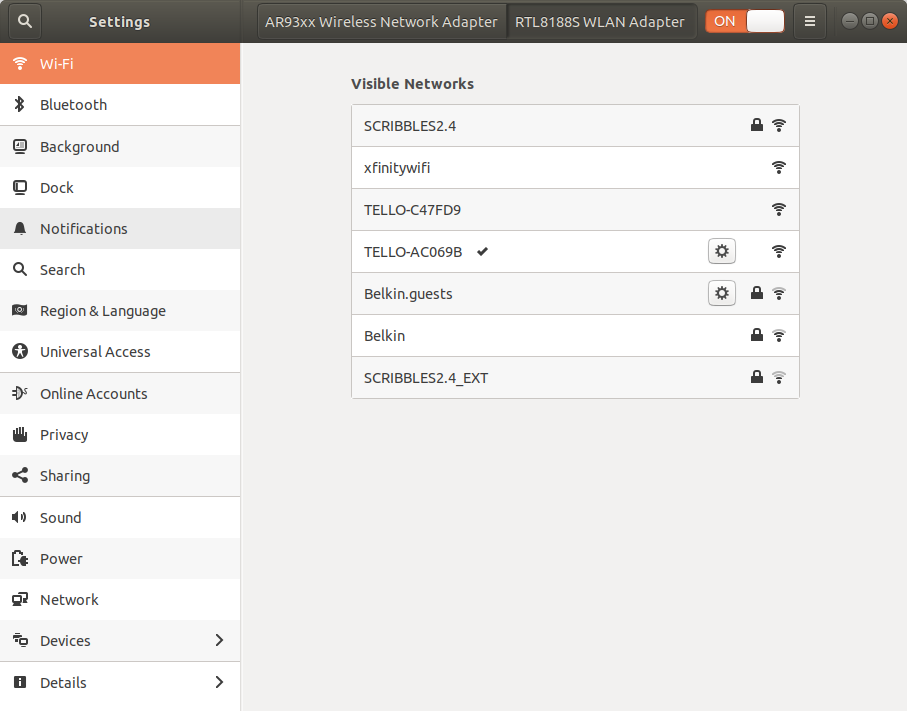 Settings
AR93xx Wireless Network Adapter
RTL8188S WLAN Adapter
ON
Wi-Fi
Bluetooth
Background
Dock
Notifications
Search
Region & Language
Universal Access
Online Accounts
Privacy
Sharing
Sound
Power
Network
Devices
Details
Visible Networks
SCRIBBLES2.4
xfinitywifi
TELLO-C47FD9
TELLO-AC069B
Belkin.guests
Belkin
SCRIBBLES2.4_EXT